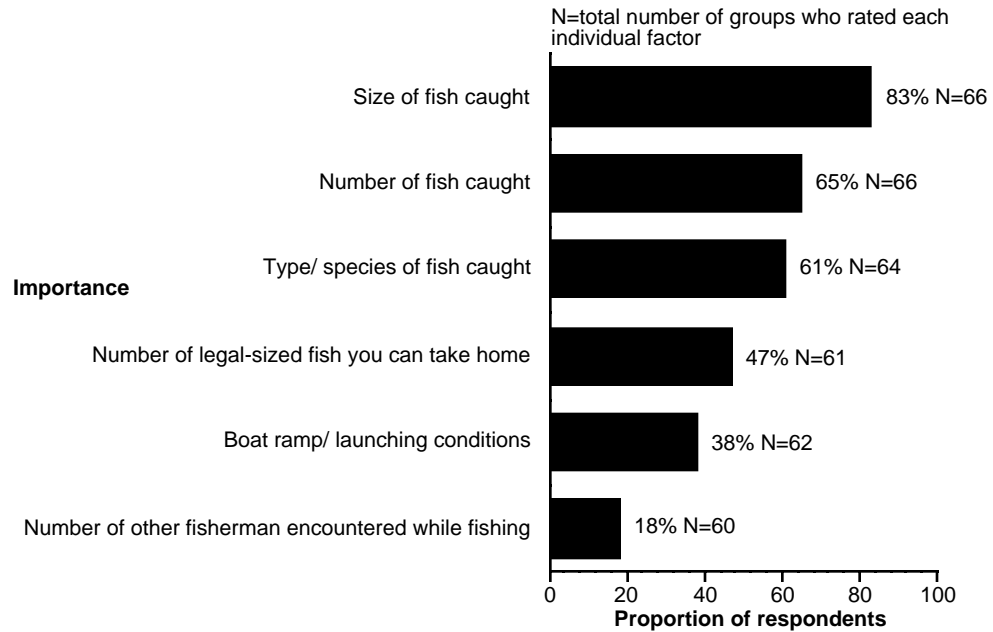 N=total number of groups who rated each
individual factor
Size of fish caught
83% N=66
Number of fish caught
65% N=66
Type/ species of fish caught
61% N=64
Importance
Number of legal-sized fish you can take home
47% N=61
Boat ramp/ launching conditions
38% N=62
Number of other fisherman encountered while fishing
18% N=60
0 20 40 60 80 100
Proportion of respondents